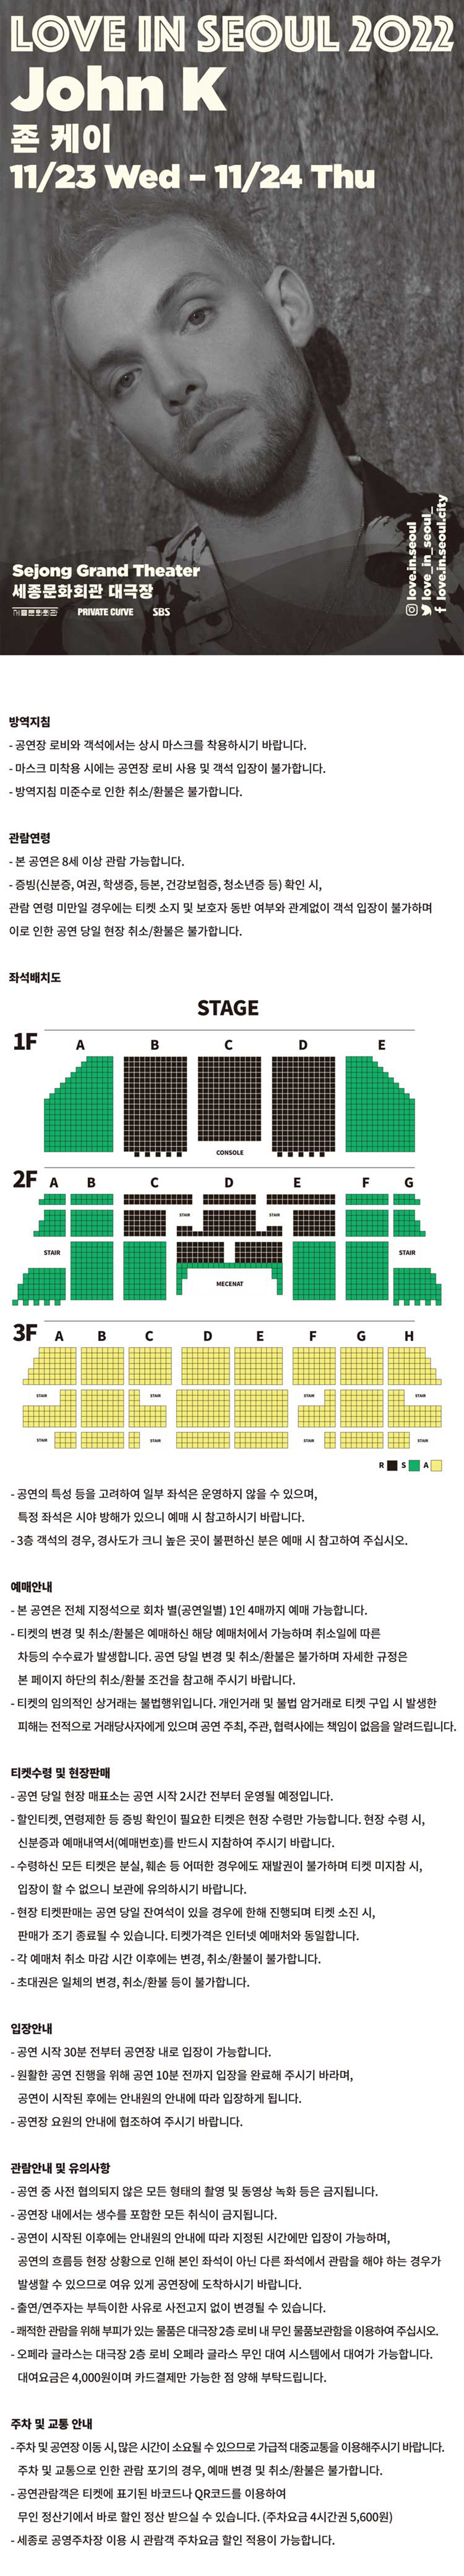 LOVE IN SEOUL 2022
John K
존 케이
11/23 Wed – 11/24 Thu
love.in.seoul
love_in_seoul_
love.in.seoul.city
Sejong Grand Theater
세종문화회관 대극장
PRIVATE CURVE SBS
방역지침
- 공연장 로비와 객석에서는 상시 마스크를 착용하시기 바랍니다.
- 마스크 미착용 시에는 공연장 로비 사용 및 객석 입장이 불가합니다.
- 방역지침 미준수로 인한 취소/환불은 불가합니다.
관람연령
- 본 공연은 8세 이상 관람 가능합니다.
- 증빙(신분증, 여권, 학생증, 등본, 건강보험증, 청소년증 등) 확인 시,
관람 연령 미만일 경우에는 티켓 소지 및 보호자 동반 여부와 관계없이 객석 입장이 불가하며
이로 인한 공연 당일 현장 취소/환불은 불가합니다.
좌석배치도
STAGE
1F A B C D E
CONSOLE
2F A B C D E F G
STAIR STAIR
STAIR STAIR
MECENAT
3F A B C D E F G H
STAIR STAIR STAIR STAIR
STAIR STAIR STAIR STAIR
R S A
- 공연의 특성 등을 고려하여 일부 좌석은 운영하지 않을 수 있으며,
특정 좌석은 시야 방해가 있으니 예매 시 참고하시기 바랍니다.
- 3층 객석의 경우, 경사도가 크니 높은 곳이 불편하신 분은 예매 시 참고하여 주십시오.
예매안내
- 본 공연은 전체 지정석으로 회차 별(공연일별) 1인 4매까지 예매 가능합니다.
- 티켓의 변경 및 취소/환불은 예매하신 해당 예매처에서 가능하며 취소일에 따른
차등의 수수료가 발생합니다. 공연 당일 변경 및 취소/환불은 불가하며 자세한 규정은
본 페이지 하단의 취소/환불 조건을 참고해 주시기 바랍니다.
- 티켓의 임의적인 상거래는 불법행위입니다. 개인거래 및 불법 암거래로 티켓 구입 시 발생한
피해는 전적으로 거래당사자에게 있으며 공연 주최, 주관, 협력사에는 책임이 없음을 알려드립니다.
티켓수령 및 현장판매
- 공연 당일 현장 매표소는 공연 시작 2시간 전부터 운영될 예정입니다.
- 할인티켓, 연령제한 등 증빙 확인이 필요한 티켓은 현장 수령만 가능합니다. 현장 수령 시,
신분증과 예매내역서(예매번호)를 반드시 지참하여 주시기 바랍니다.
- 수령하신 모든 티켓은 분실, 훼손 등 어떠한 경우에도 재발권이 불가하며 티켓 미지참 시,
입장이 할 수 없으니 보관에 유의하시기 바랍니다.
- 현장 티켓판매는 공연 당일 잔여석이 있을 경우에 한해 진행되며 티켓 소진 시,
판매가 조기 종료될 수 있습니다. 티켓가격은 인터넷 예매처와 동일합니다.
- 각 예매처 취소 마감 시간 이후에는 변경, 취소/환불이 불가합니다.
- 초대권은 일체의 변경, 취소/환불 등이 불가합니다.
입장안내
- 공연 시작 30분 전부터 공연장 내로 입장이 가능합니다.
- 원활한 공연 진행을 위해 공연 10분 전까지 입장을 완료해 주시기 바라며,
공연이 시작된 후에는 안내원의 안내에 따라 입장하게 됩니다.
- 공연장 요원의 안내에 협조하여 주시기 바랍니다.
관람안내 및 유의사항
- 공연 중 사전 협의되지 않은 모든 형태의 촬영 및 동영상 녹화 등은 금지됩니다.
- 공연장 내에서는 생수를 포함한 모든 취식이 금지됩니다.
- 공연이 시작된 이후에는 안내원의 안내에 따라 지정된 시간에만 입장이 가능하며,
공연의 흐름등 현장 상황으로 인해 본인 좌석이 아닌 다른 좌석에서 관람을 해야 하는 경우가
발생할 수 있으므로 여유 있게 공연장에 도착하시기 바랍니다.
- 출연/연주자는 부득이한 사유로 사전고지 없이 변경될 수 있습니다.
- 쾌적한 관람을 위해 부피가 있는 물품은 대극장 2층 로비 내 무인 물품보관함을 이용하여 주십시오.
- 오페라 글라스는 대극장 2층 로비 오페라 글라스 무인 대여 시스템에서 대여가 가능합니다.
대여요금은 4,000원이며 카드결제만 가능한 점 양해 부탁드립니다.
주차 및 교통 안내
- 주차 및 공연장 이동 시, 많은 시간이 소요될 수 있으므로 가급적 대중교통을 이용해주시기 바랍니다.
주차 및 교통으로 인한 관람 포기의 경우, 예매 변경 및 취소/환불은 불가합니다.
- 공연관람객은 티켓에 표기된 바코드나 QR코드를 이용하여
무인 정산기에서 바로 할인 정산 받으실 수 있습니다. (주차요금 4시간권 5,600원)
- 세종로 공영주차장 이용 시 관람객 주차요금 할인 적용이 가능합니다.